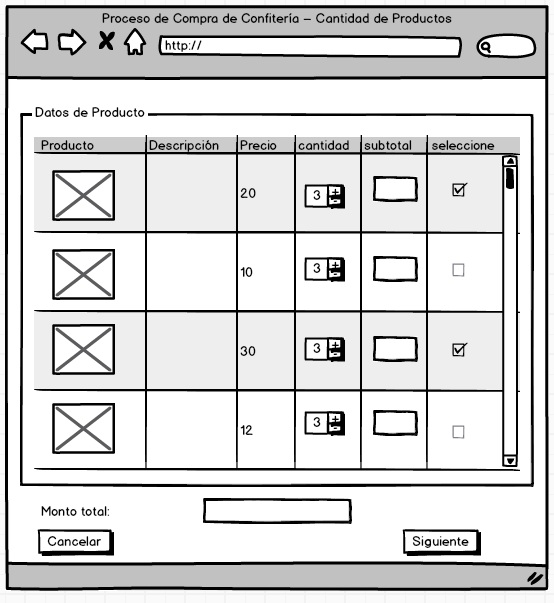 Proceso de Compra de Confitería – Cantidad de Productos
http://
Datos de Producto
Producto Descripción Precio cantidad subtotal seleccione
20 3
10 3
30 3
12 3
Monto total:
Cancelar Siguiente